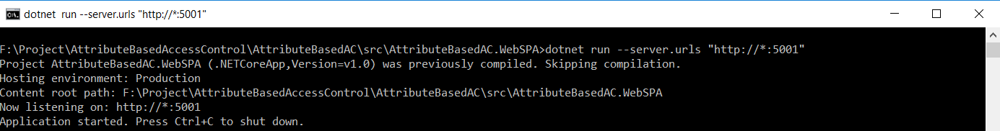 dotnet  run --server.urls "http://*:5001"
F:\Project\AttributeBasedAccessControl\AttributeBasedAC\src\AttributeBasedAC.WebSPA>dotnet run --server.urls "http://*:5001"
Project AttributeBasedAC.WebSPA (.NETCoreApp,Version=v1.0) was previously compiled. Skipping compilation.
Hosting environment: Production
Content root path: F:\Project\AttributeBasedAccessControl\AttributeBasedAC\src\AttributeBasedAC.WebSPA
Now listening on: http://*:5001
Application started. Press Ctrl+C to shut down.